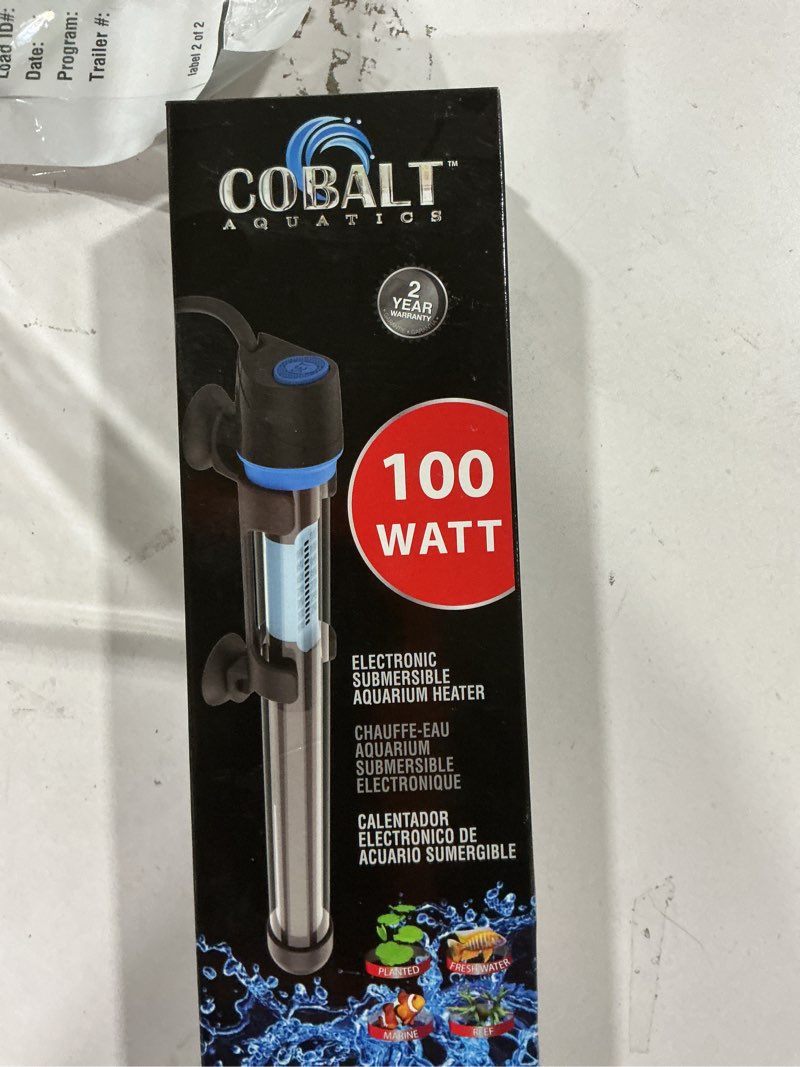 Load ID#:
Date:
Program:
Trailer #:
label 2 of 2
COBALT™
AQUATICS
2
YEAR
WARRANTY
100
WATT
ELECTRONIC
SUBMERSIBLE
AQUARIUM HEATER
CHAUFFE-EAU
AQUARIUM
SUBMERSIBLE
ELECTRONIQUE
CALENTADOR
ELECTRONICO DE
ACUARIO SUMERGIBLE
PLANTED
FRESH WATER
MARINE
REEF